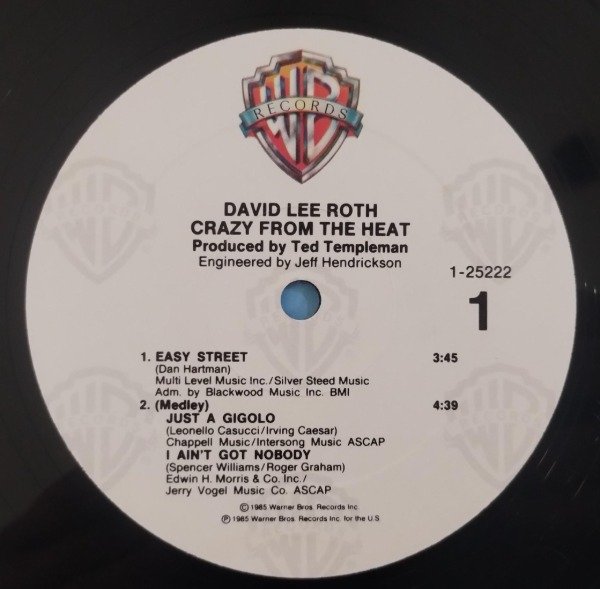 WB
RECORDS
DAVID LEE ROTH
CRAZY FROM THE HEAT
Produced by Ted Templeman
Engineered by Jeff Hendrickson
1-25222
1
1. EASY STREET 3:45
(Dan Hartman)
Multi Level Music Inc./Silver Steed Music
Adm. by Blackwood Music Inc. BMI
2. (Medley) 4:39
JUST A GIGOLO
(Leonello Casucci/Irving Caesar)
Chappell Music/Intersong Music ASCAP
I AIN'T GOT NOBODY
(Spencer Williams/Roger Graham)
Edwin H. Morris & Co. Inc./
Jerry Vogel Music Co. ASCAP
©1985 Warner Bros. Records Inc.
℗ 1985 Warner Bros. Records Inc. for the U.S